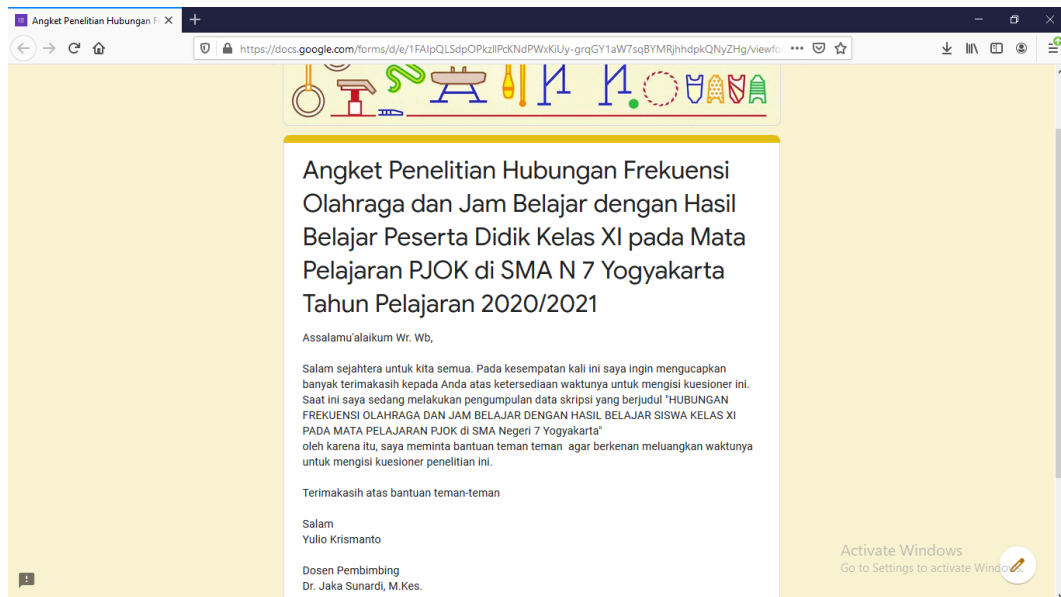 Angket Penelitian Hubungan F
https://docs.google.com/forms/d/e/1FAIpQLSdpOPkzlIPcKNdPWxKiUy-grqGY1aW7sqBYMRjhhdpkQNyZHg/viewfo
Angket Penelitian Hubungan Frekuensi
Olahraga dan Jam Belajar dengan Hasil
Belajar Peserta Didik Kelas XI pada Mata
Pelajaran PJOK di SMA N 7 Yogyakarta
Tahun Pelajaran 2020/2021
Assalamu'alaikum Wr. Wb,
Salam sejahtera untuk kita semua. Pada kesempatan kali ini saya ingin mengucapkan
banyak terimakasih kepada Anda atas ketersediaan waktunya untuk mengisi kuesioner ini.
Saat ini saya sedang melakukan pengumpulan data skripsi yang berjudul "HUBUNGAN
FREKUENSI OLAHRAGA DAN JAM BELAJAR DENGAN HASIL BELAJAR SISWA KELAS XI
PADA MATA PELAJARAN PJOK di SMA Negeri 7 Yogyakarta"
oleh karena itu, saya meminta bantuan teman teman  agar berkenan meluangkan waktunya
untuk mengisi kuesioner penelitian ini.
Terimakasih atas bantuan teman-teman
Salam
Yulio Krismanto
Dosen Pembimbing
Dr. Jaka Sunardi, M.Kes.
Activate Windows
Go to Settings to activate Windows.